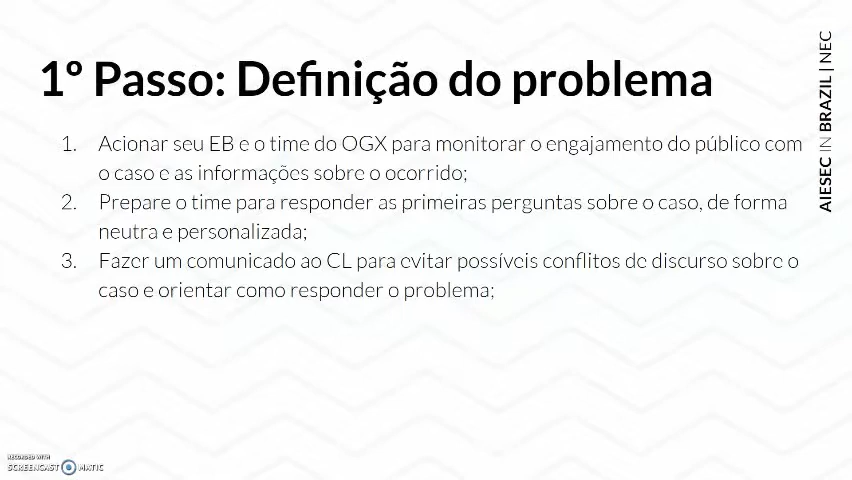 1º Passo: Definição do problema
1. Acionar seu EB e o time do OGX para monitorar o engajamento do público com
o caso e as informações sobre o ocorrido;
2. Prepare o time para responder as primeiras perguntas sobre o caso, de forma
neutra e personalizada;
3. Fazer um comunicado ao CL para evitar possíveis conflitos de discurso sobre o
caso e orientar como responder o problema;
AIESEC IN BRAZIL | NEC
RECORDED WITH
SCREENCAST MATIC